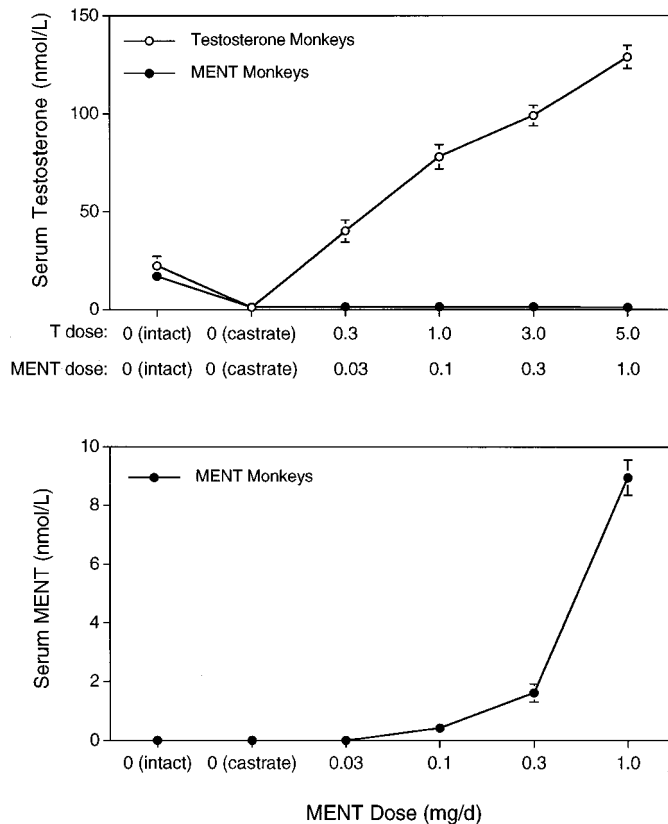 150
100
50
0
Serum Testosterone (nmol/L)
Testosterone Monkeys
MENT Monkeys
T dose: 0 (intact) 0 (castrate) 0.3 1.0 3.0 5.0
MENT dose: 0 (intact) 0 (castrate) 0.03 0.1 0.3 1.0
10
8
6
4
2
0
Serum MENT (nmol/L)
MENT Monkeys
0 (intact) 0 (castrate) 0.03 0.1 0.3 1.0
MENT Dose (mg/d)